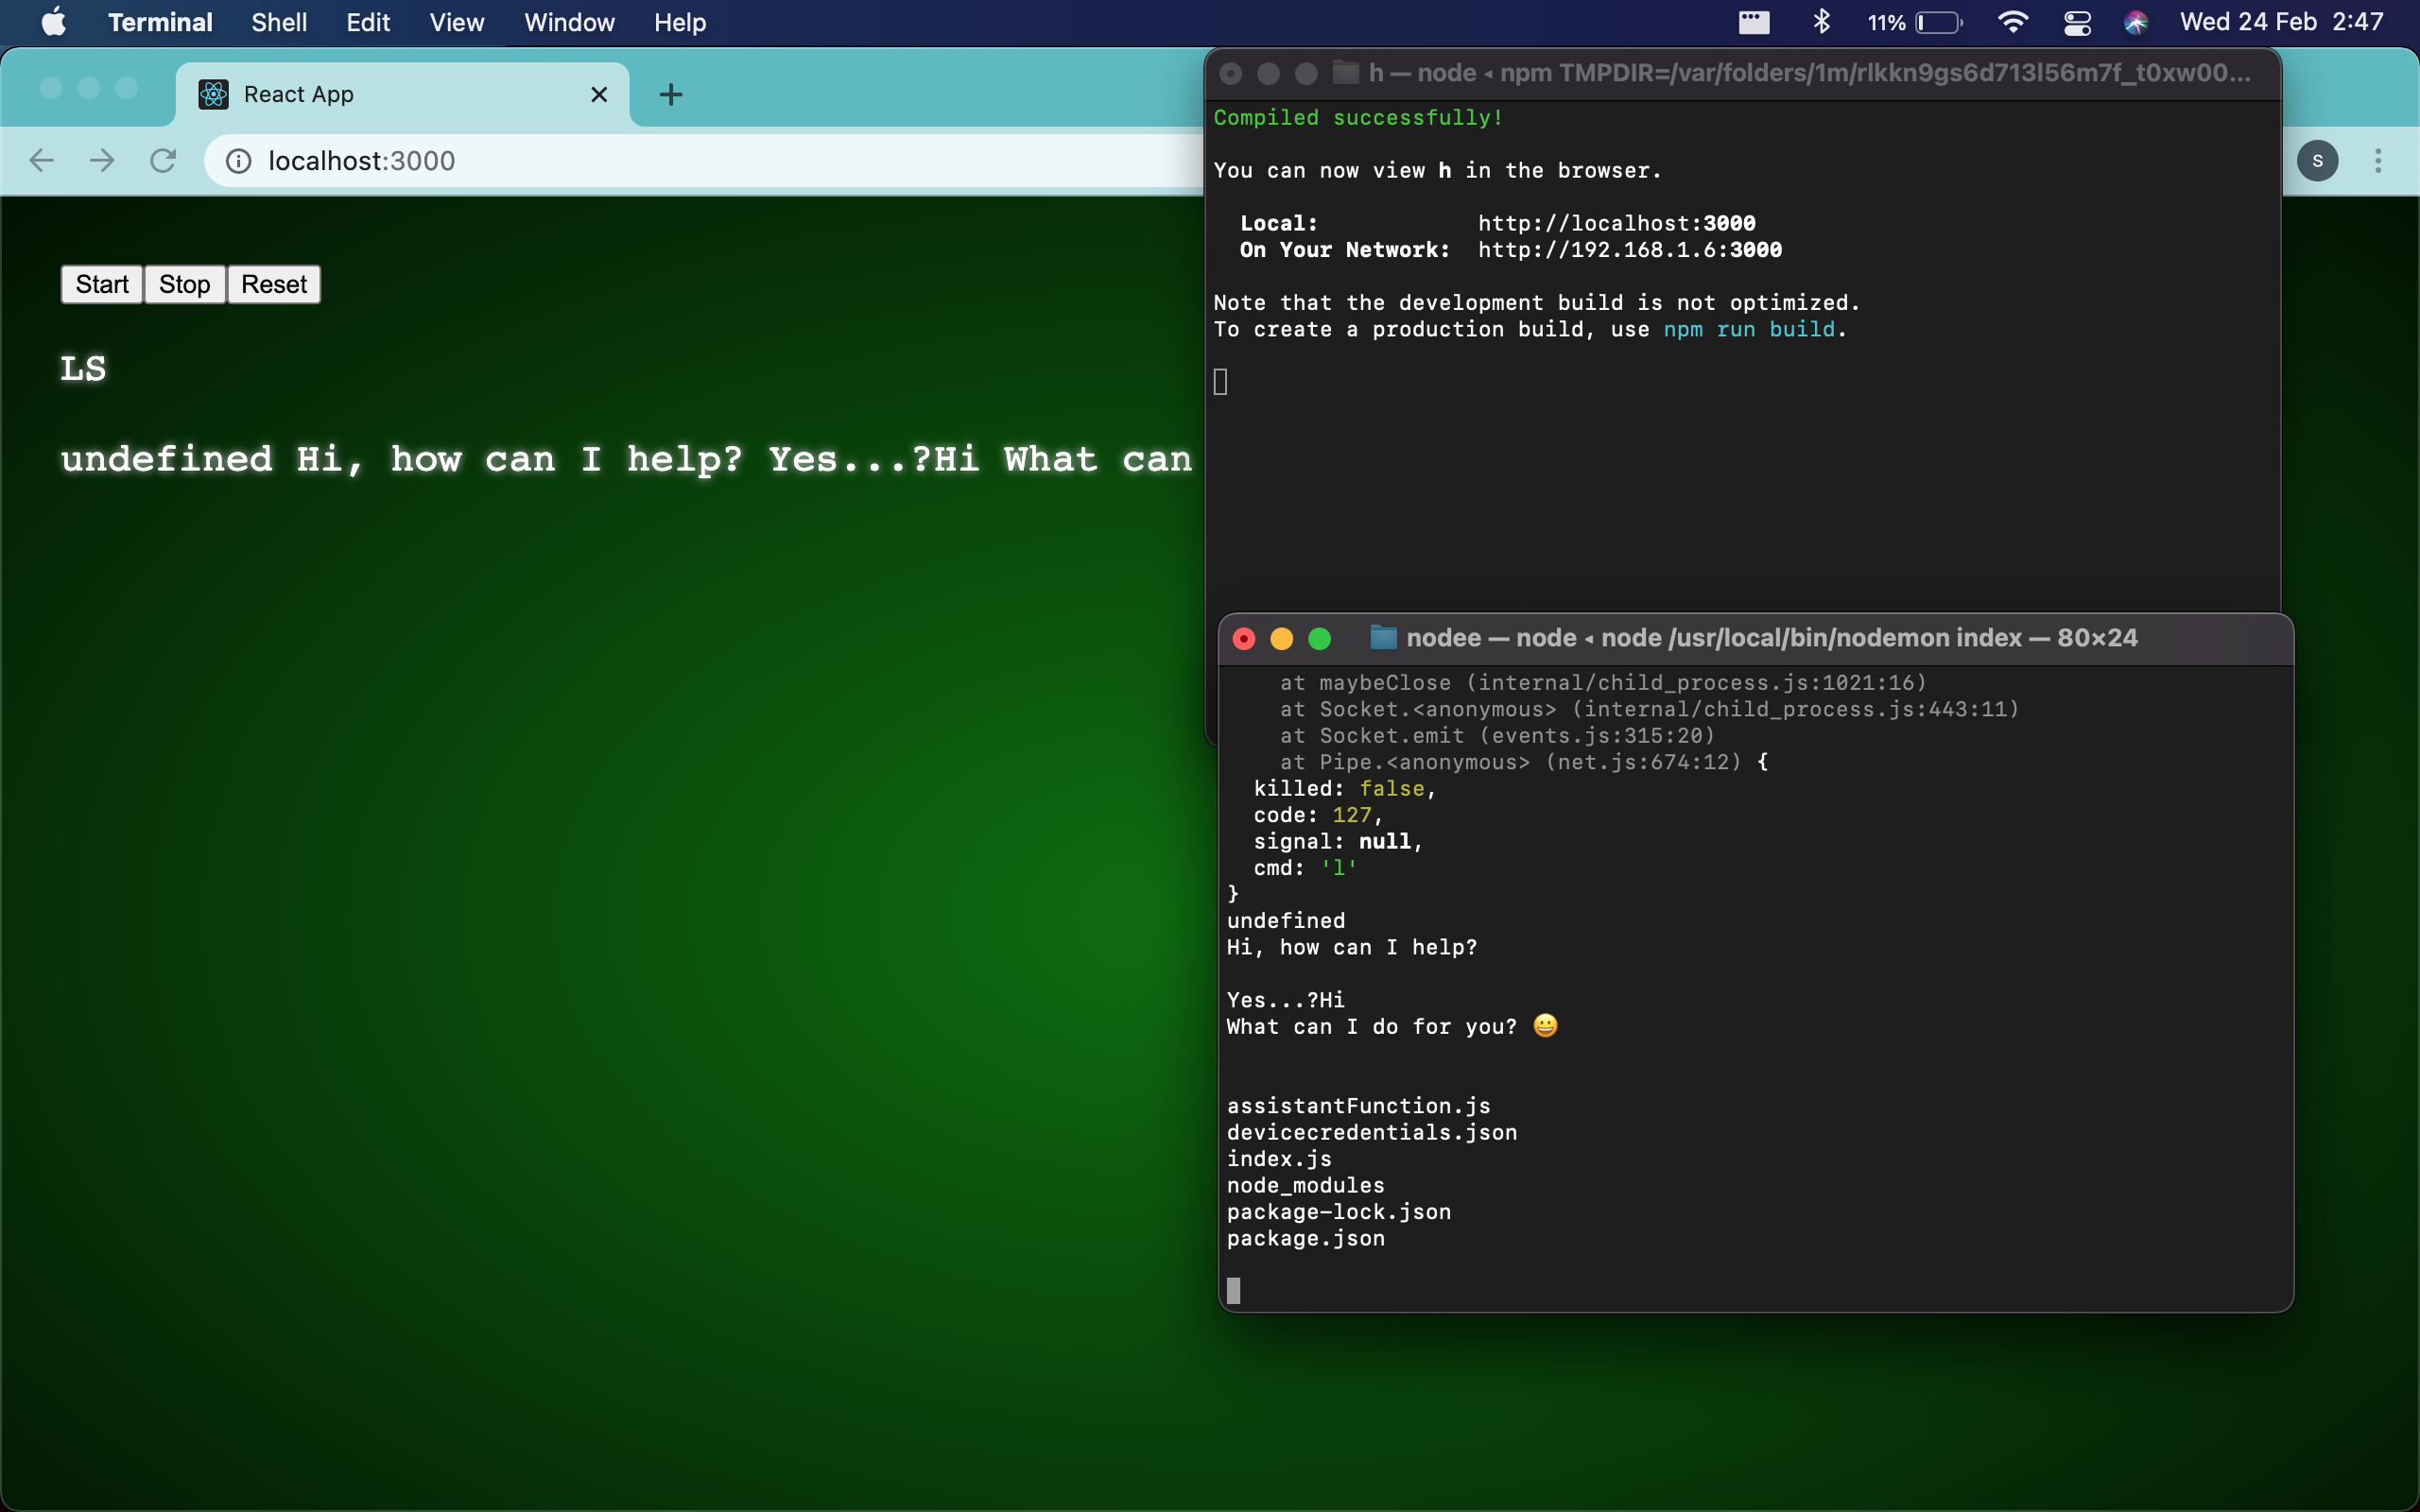 Terminal Shell Edit View Window Help 11% Wed 24 Feb 2:47
React App
localhost:3000
S
Start Stop Reset
LS
undefined Hi, how can I help? Yes...?Hi What can
h — node ◂ npm TMPDIR=/var/folders/1m/rlkkn9gs6d713l56m7f_t0xw00...
Compiled successfully!
You can now view h in the browser.
Local: http://localhost:3000
On Your Network: http://192.168.1.6:3000
Note that the development build is not optimized.
To create a production build, use npm run build.
nodee — node ◂ node /usr/local/bin/nodemon index — 80×24
at maybeClose (internal/child_process.js:1021:16)
at Socket.<anonymous> (internal/child_process.js:443:11)
at Socket.emit (events.js:315:20)
at Pipe.<anonymous> (net.js:674:12) {
killed: false,
code: 127,
signal: null,
cmd: 'l'
}
undefined
Hi, how can I help?
Yes...?Hi
What can I do for you? 😀
assistantFunction.js
devicecredentials.json
index.js
node_modules
package-lock.json
package.json